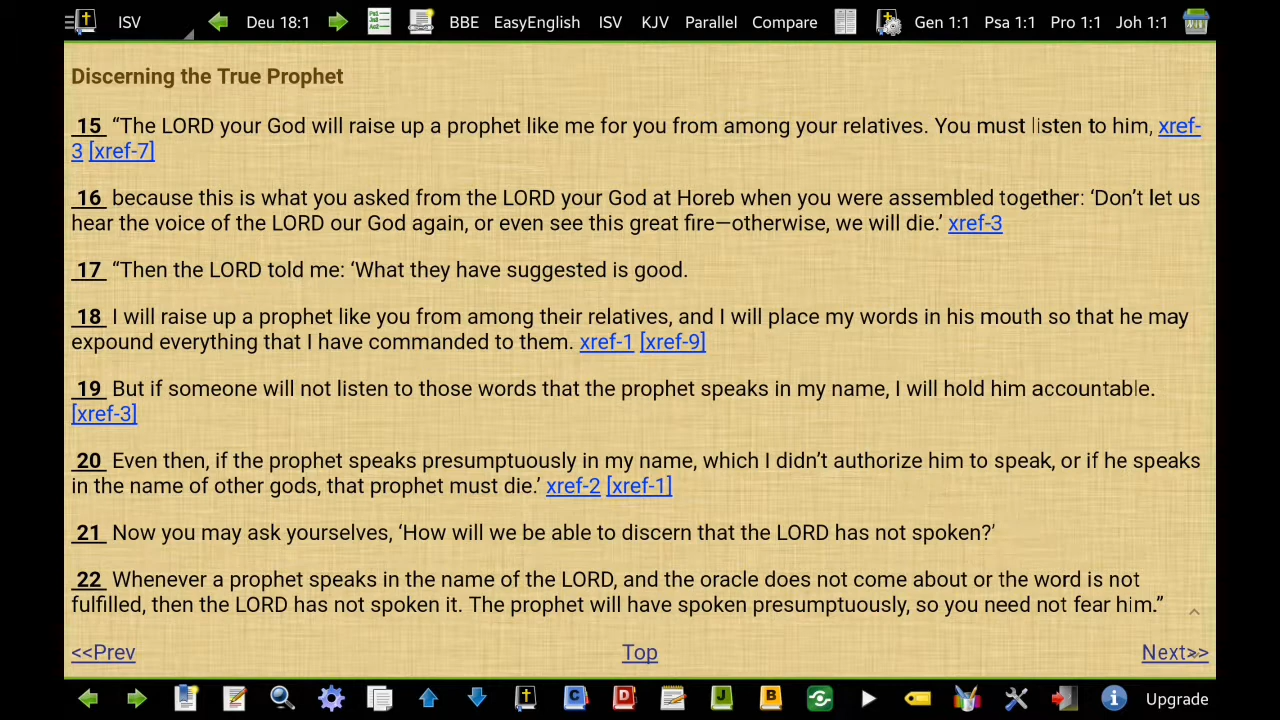 ISV Deu 18:1 BBE EasyEnglish ISV KJV Parallel Compare Gen 1:1 Psa 1:1 Pro 1:1 Joh 1:1
Discerning the True Prophet
15 “The LORD your God will raise up a prophet like me for you from among your relatives. You must listen to him, xref-
3 [xref-7]
16 because this is what you asked from the LORD your God at Horeb when you were assembled together: ‘Don’t let us
hear the voice of the LORD our God again, or even see this great fire—otherwise, we will die.’ xref-3
17 “Then the LORD told me: ‘What they have suggested is good.
18 I will raise up a prophet like you from among their relatives, and I will place my words in his mouth so that he may
expound everything that I have commanded to them. xref-1 [xref-9]
19 But if someone will not listen to those words that the prophet speaks in my name, I will hold him accountable.
[xref-3]
20 Even then, if the prophet speaks presumptuously in my name, which I didn’t authorize him to speak, or if he speaks
in the name of other gods, that prophet must die.’ xref-2 [xref-1]
21 Now you may ask yourselves, ‘How will we be able to discern that the LORD has not spoken?’
22 Whenever a prophet speaks in the name of the LORD, and the oracle does not come about or the word is not
fulfilled, then the LORD has not spoken it. The prophet will have spoken presumptuously, so you need not fear him.”
<<Prev Top Next>>
C D J B Upgrade